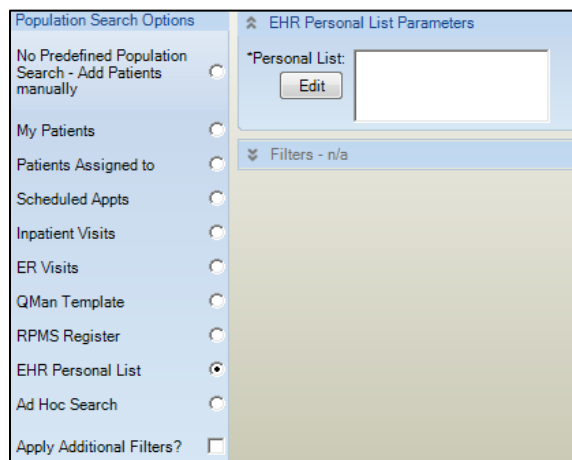 Population Search Options
No Predefined Population
Search - Add Patients
manually
My Patients
Patients Assigned to
Scheduled Appts
Inpatient Visits
ER Visits
QMan Template
RPMS Register
EHR Personal List
Ad Hoc Search
Apply Additional Filters?
EHR Personal List Parameters
*Personal List:
Edit
Filters - n/a